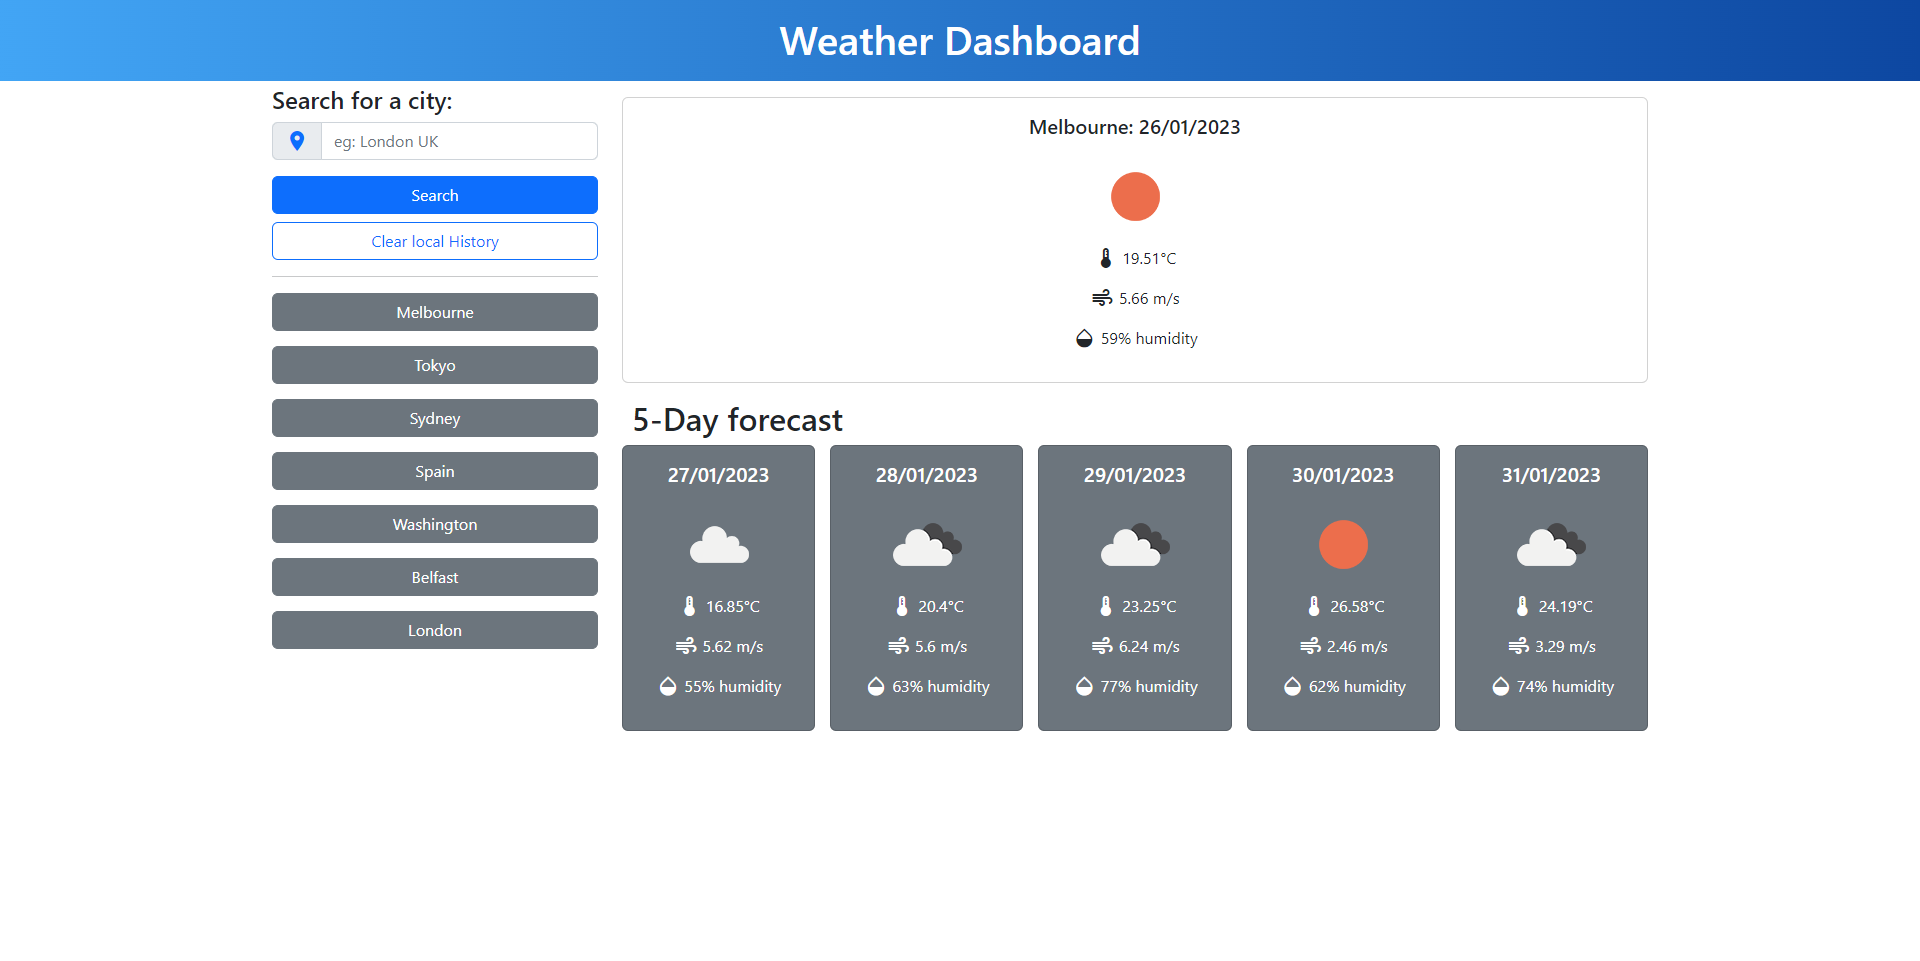 Weather Dashboard
Search for a city:
eg: London UK
Search
Clear local History
Melbourne
Tokyo
Sydney
Spain
Washington
Belfast
London
Melbourne: 26/01/2023
19.51°C
5.66 m/s
59% humidity
5-Day forecast
27/01/2023
16.85°C
5.62 m/s
55% humidity
28/01/2023
20.4°C
5.6 m/s
63% humidity
29/01/2023
23.25°C
6.24 m/s
77% humidity
30/01/2023
26.58°C
2.46 m/s
62% humidity
31/01/2023
24.19°C
3.29 m/s
74% humidity